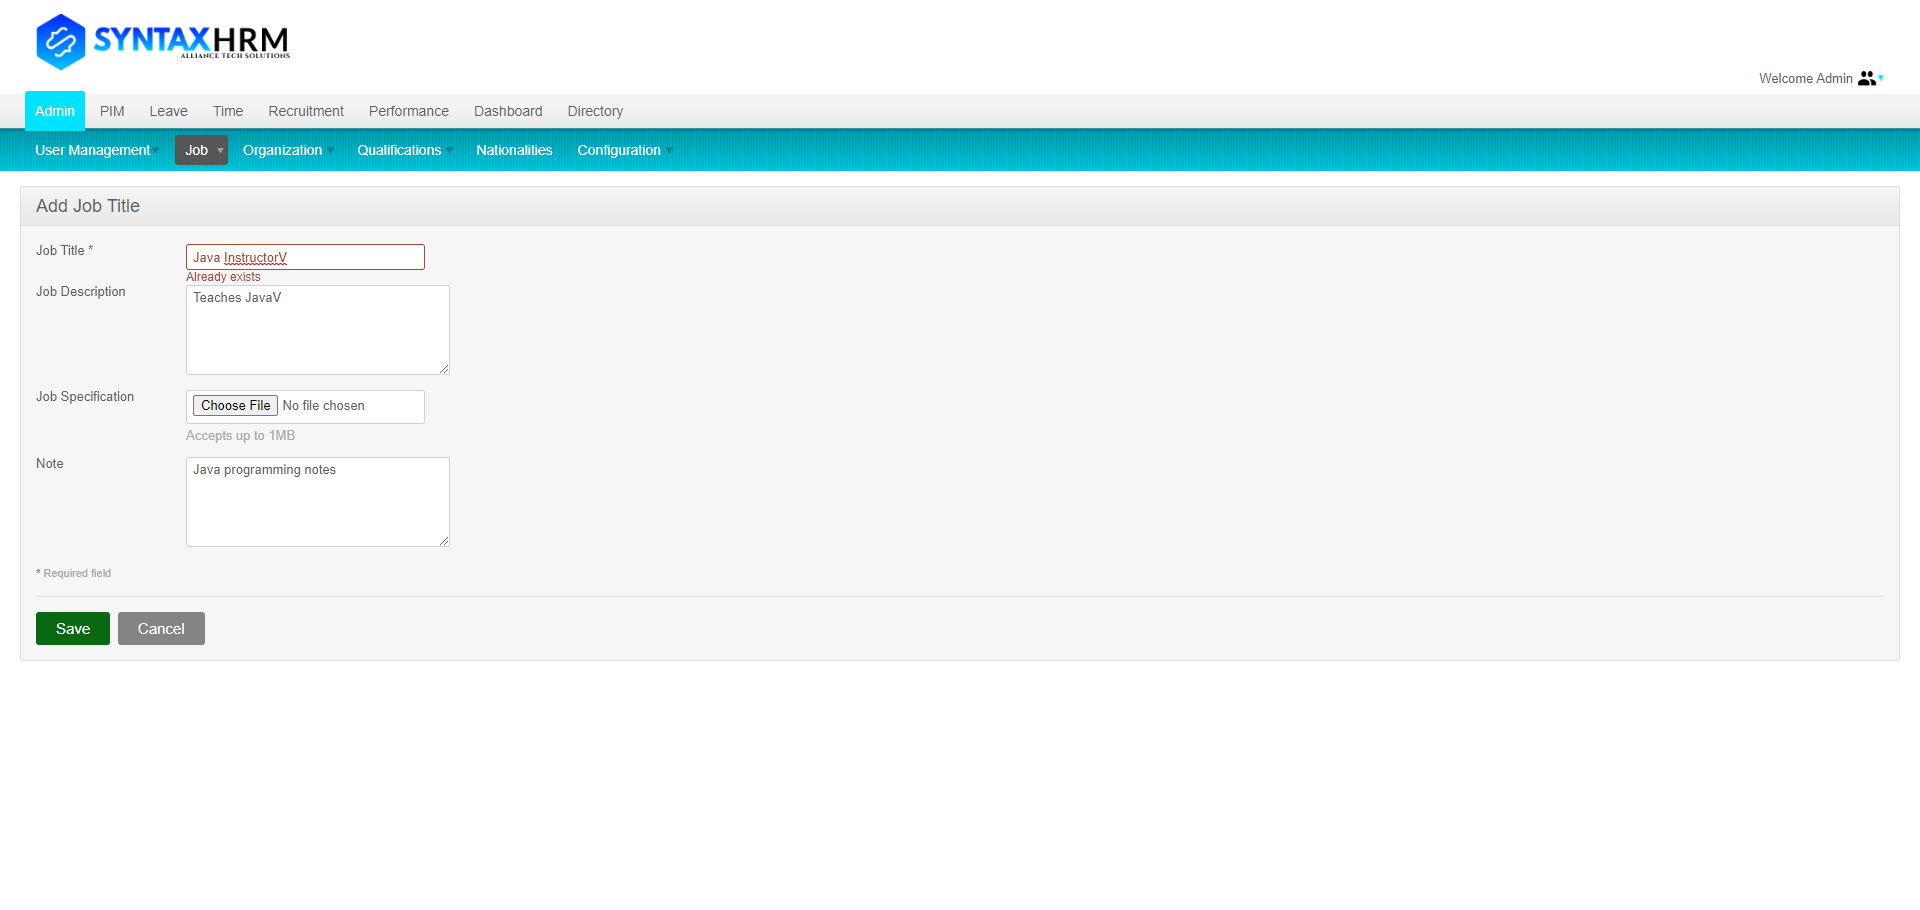 SYNTAXHRM
ALLIANCE TECH SOLUTIONS
Welcome Admin
Admin PIM Leave Time Recruitment Performance Dashboard Directory
User Management Job Organization Qualifications Nationalities Configuration
Add Job Title
Job Title *
Java InstructorV
Already exists
Job Description
Teaches JavaV
Job Specification
Choose File No file chosen
Accepts up to 1MB
Note
Java programming notes
* Required field
Save Cancel